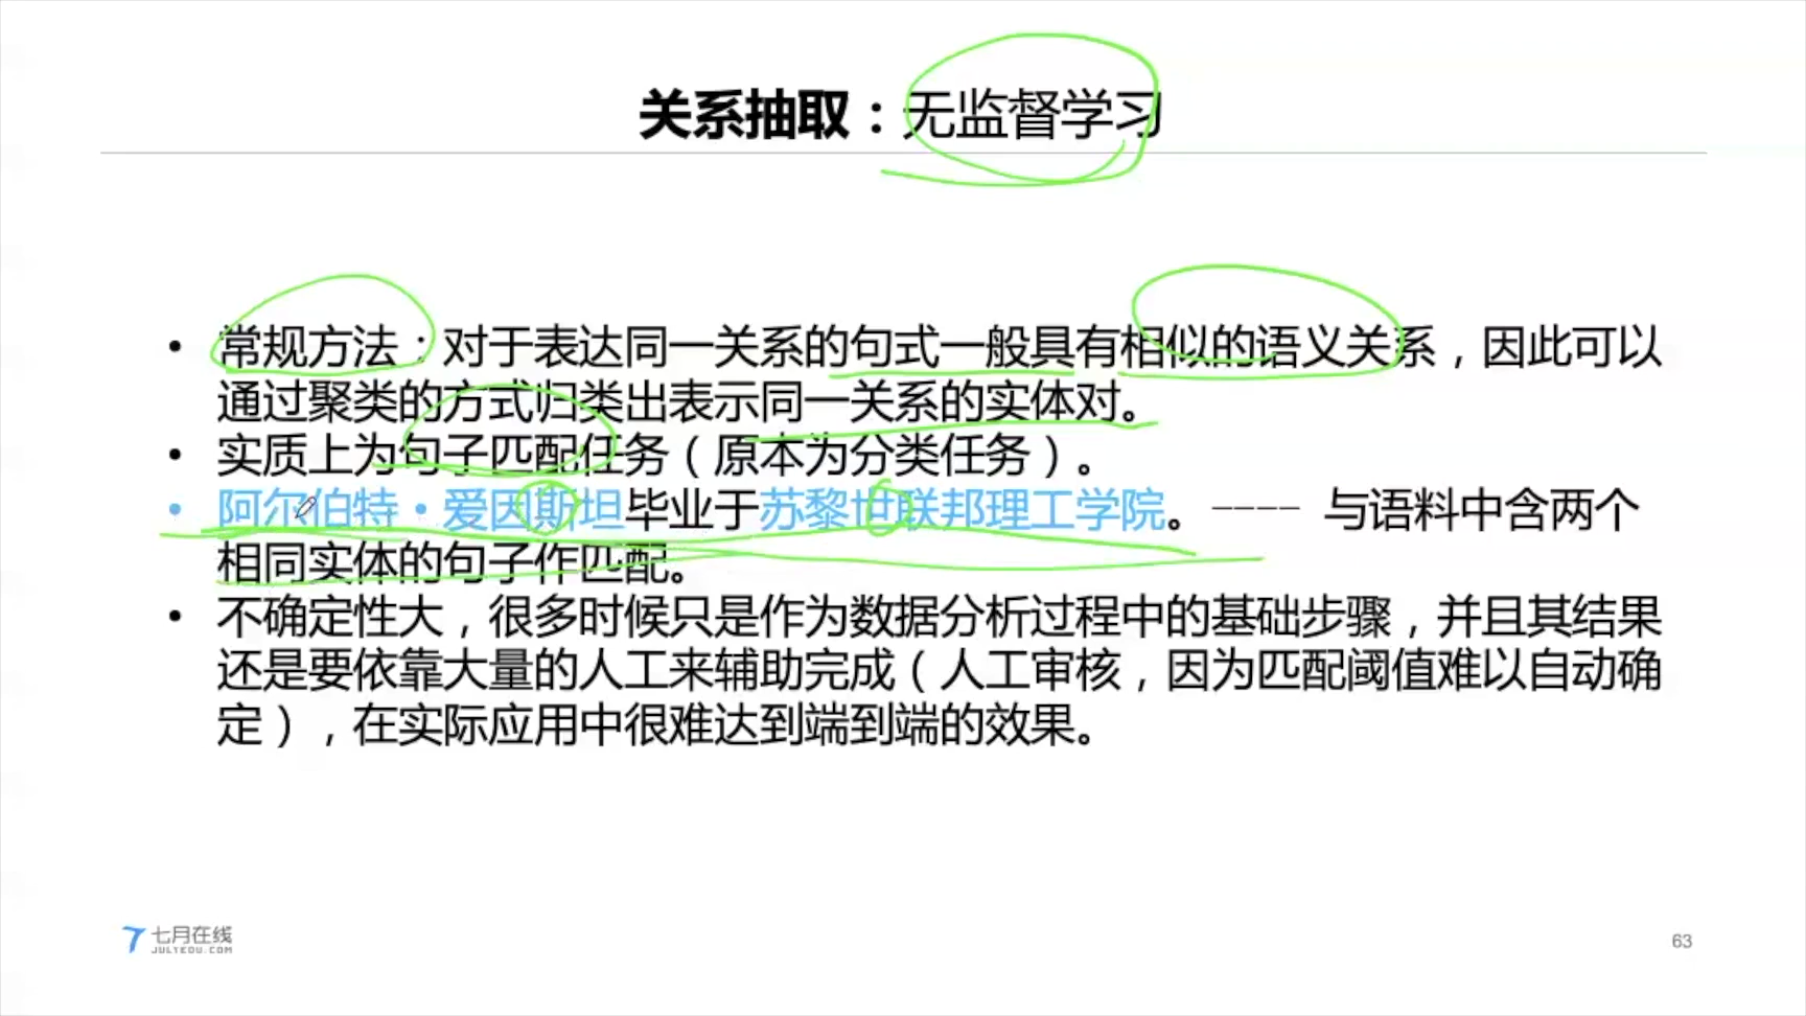 关系抽取：无监督学习
• 常规方法：对于表达同一关系的句式一般具有相似的语义关系，因此可以
通过聚类的方式归类出表示同一关系的实体对。
• 实质上为句子匹配任务（原本为分类任务）。
• 阿尔伯特·爱因斯坦毕业于苏黎世联邦理工学院。---- 与语料中含两个
相同实体的句子作匹配。
• 不确定性大，很多时候只是作为数据分析过程中的基础步骤，并且其结果
还是要依靠大量的人工来辅助完成（人工审核，因为匹配阈值难以自动确
定），在实际应用中很难达到端到端的效果。
七月在线
JULYEDU.COM
63